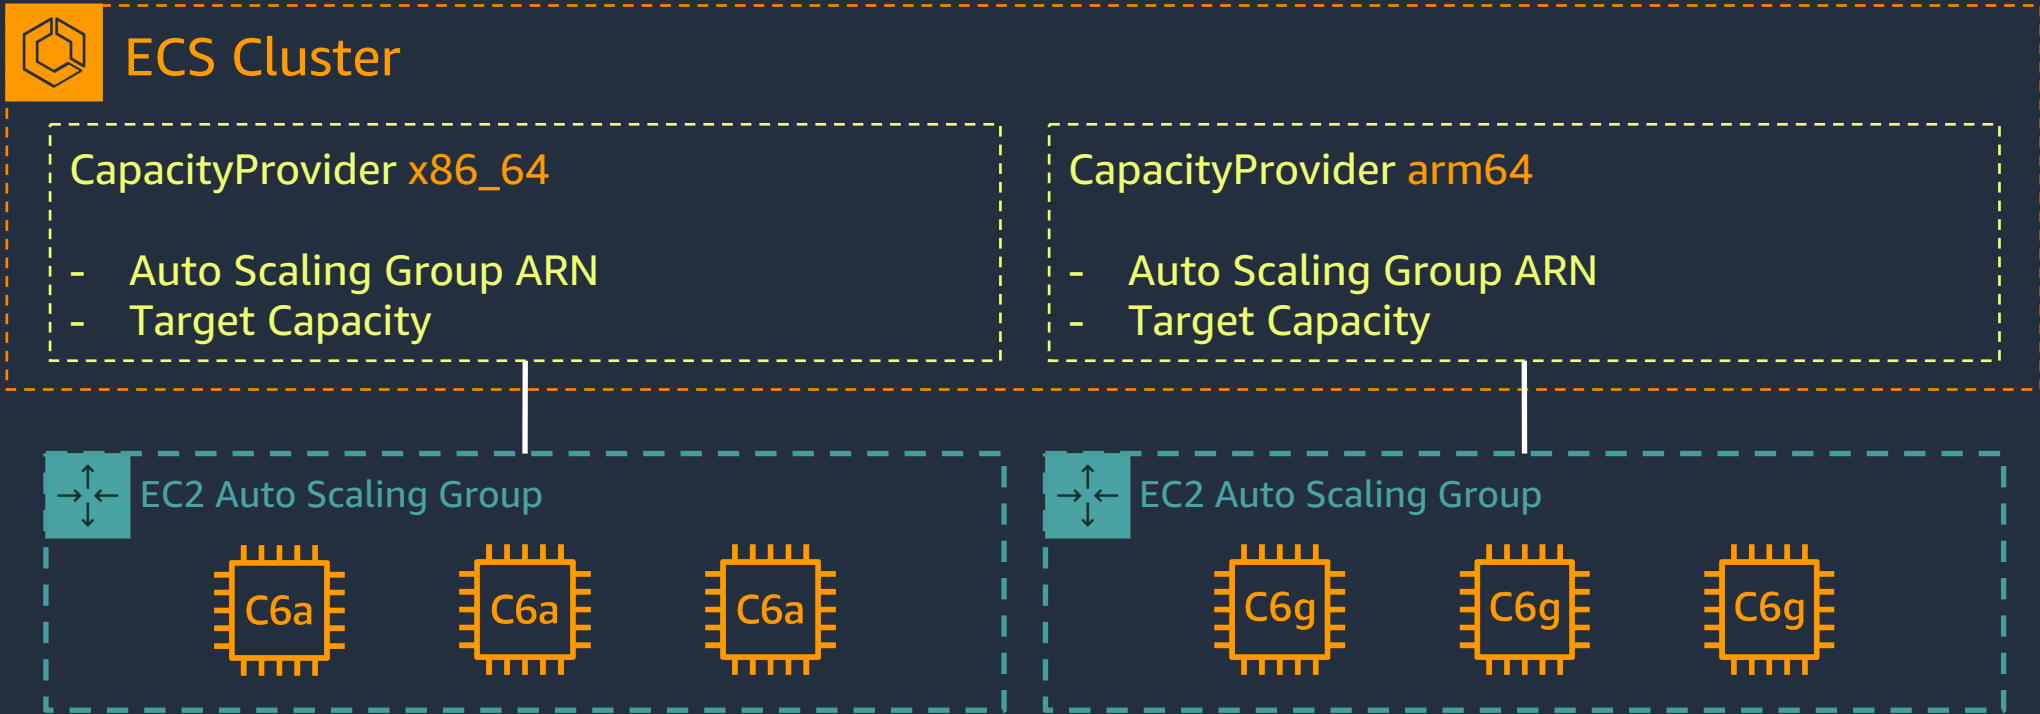 ECS Cluster
CapacityProvider x86_64
- Auto Scaling Group ARN
- Target Capacity
CapacityProvider arm64
- Auto Scaling Group ARN
- Target Capacity
EC2 Auto Scaling Group
C6a C6a C6a
EC2 Auto Scaling Group
C6g C6g C6g